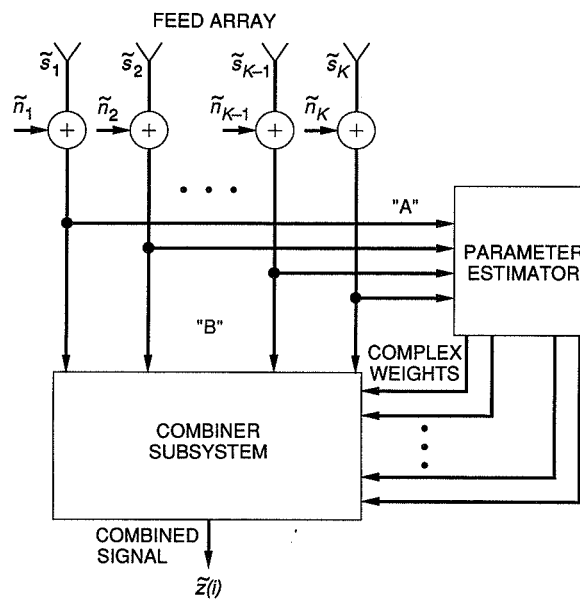 FEED ARRAY
s̃1 s̃2 s̃K–1 s̃K
ñ1 ñ2 ñK–1 ñK
+ + + +
• • •
"A"
PARAMETER
ESTIMATOR
"B"
COMPLEX
WEIGHTS
COMBINER
SUBSYSTEM
COMBINED
SIGNAL
z̃(i)